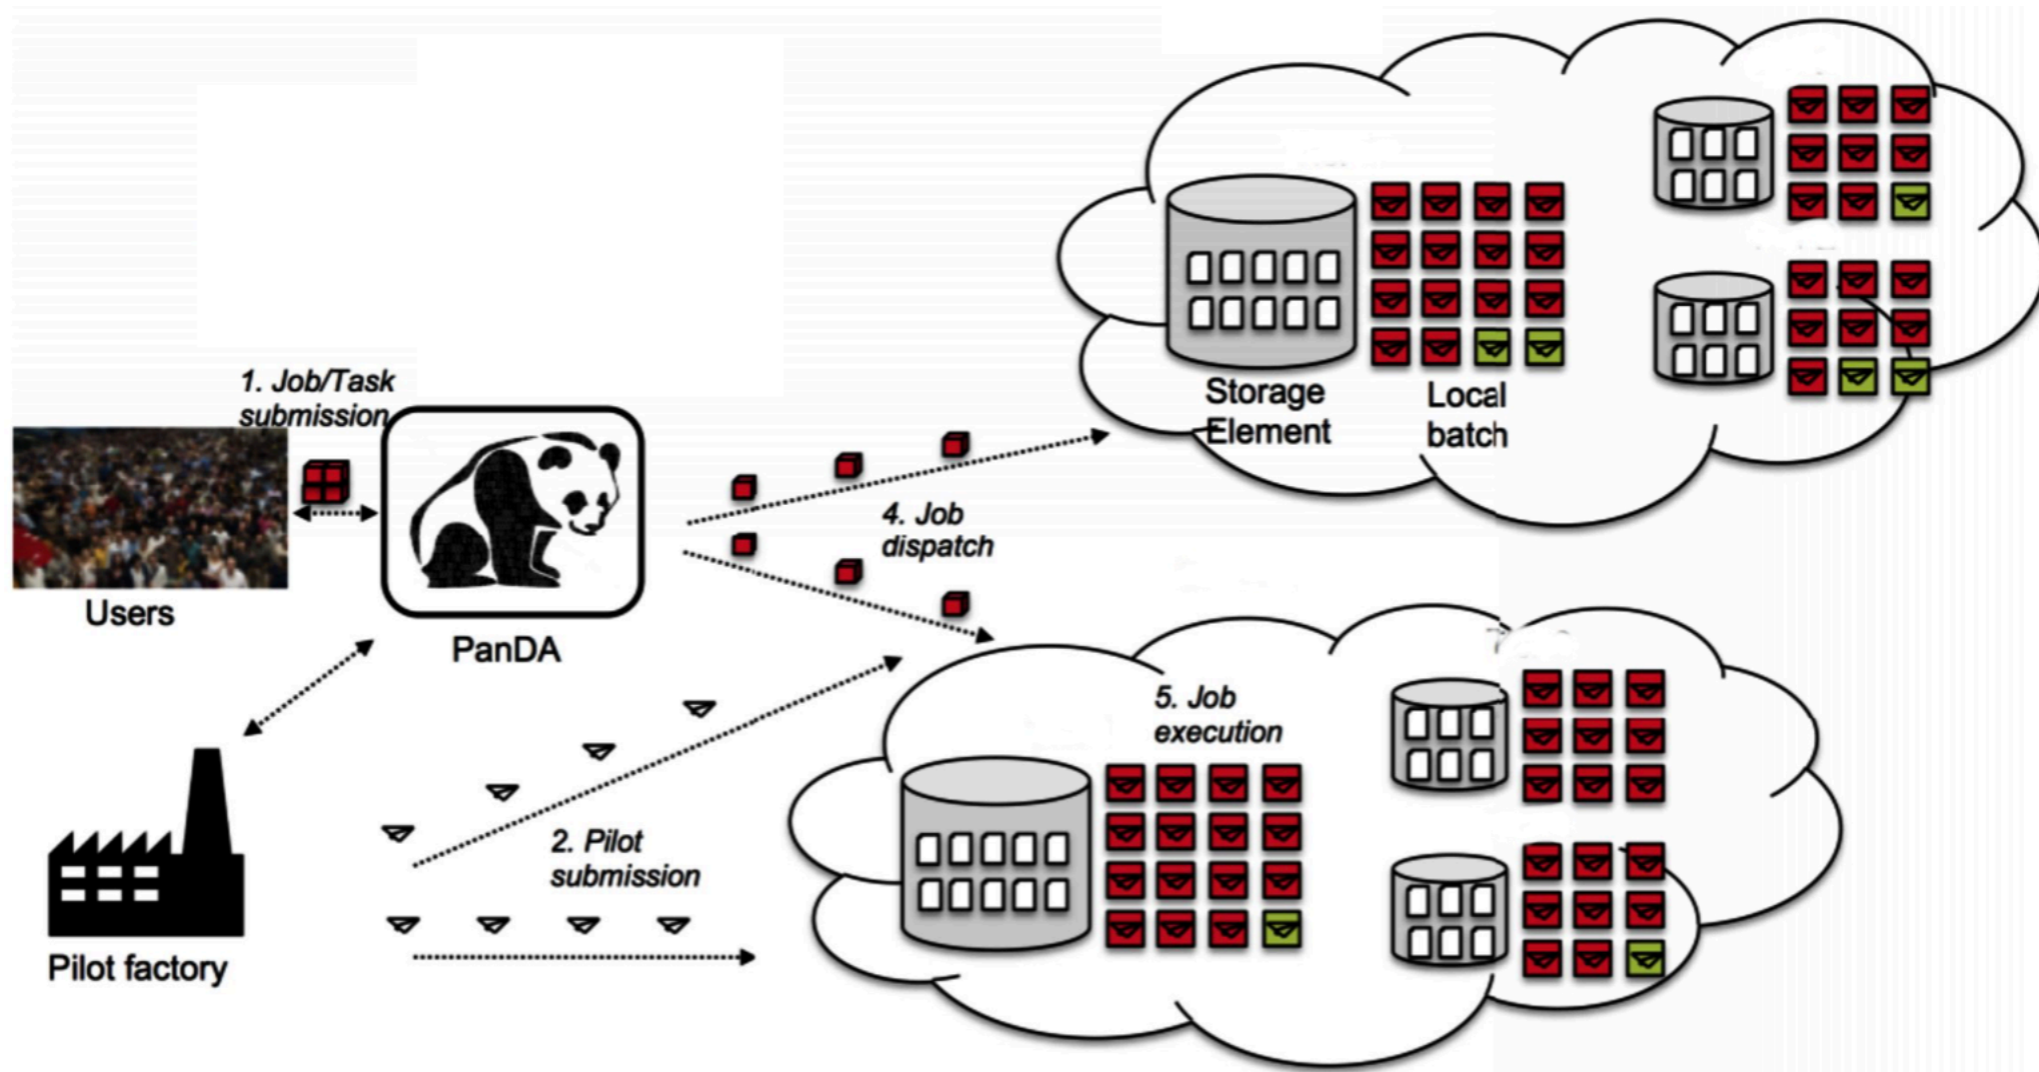 1. Job/Task
submission
Users
PanDA
4. Job
dispatch
Storage
Element
Local
batch
5. Job
execution
2. Pilot
submission
Pilot factory